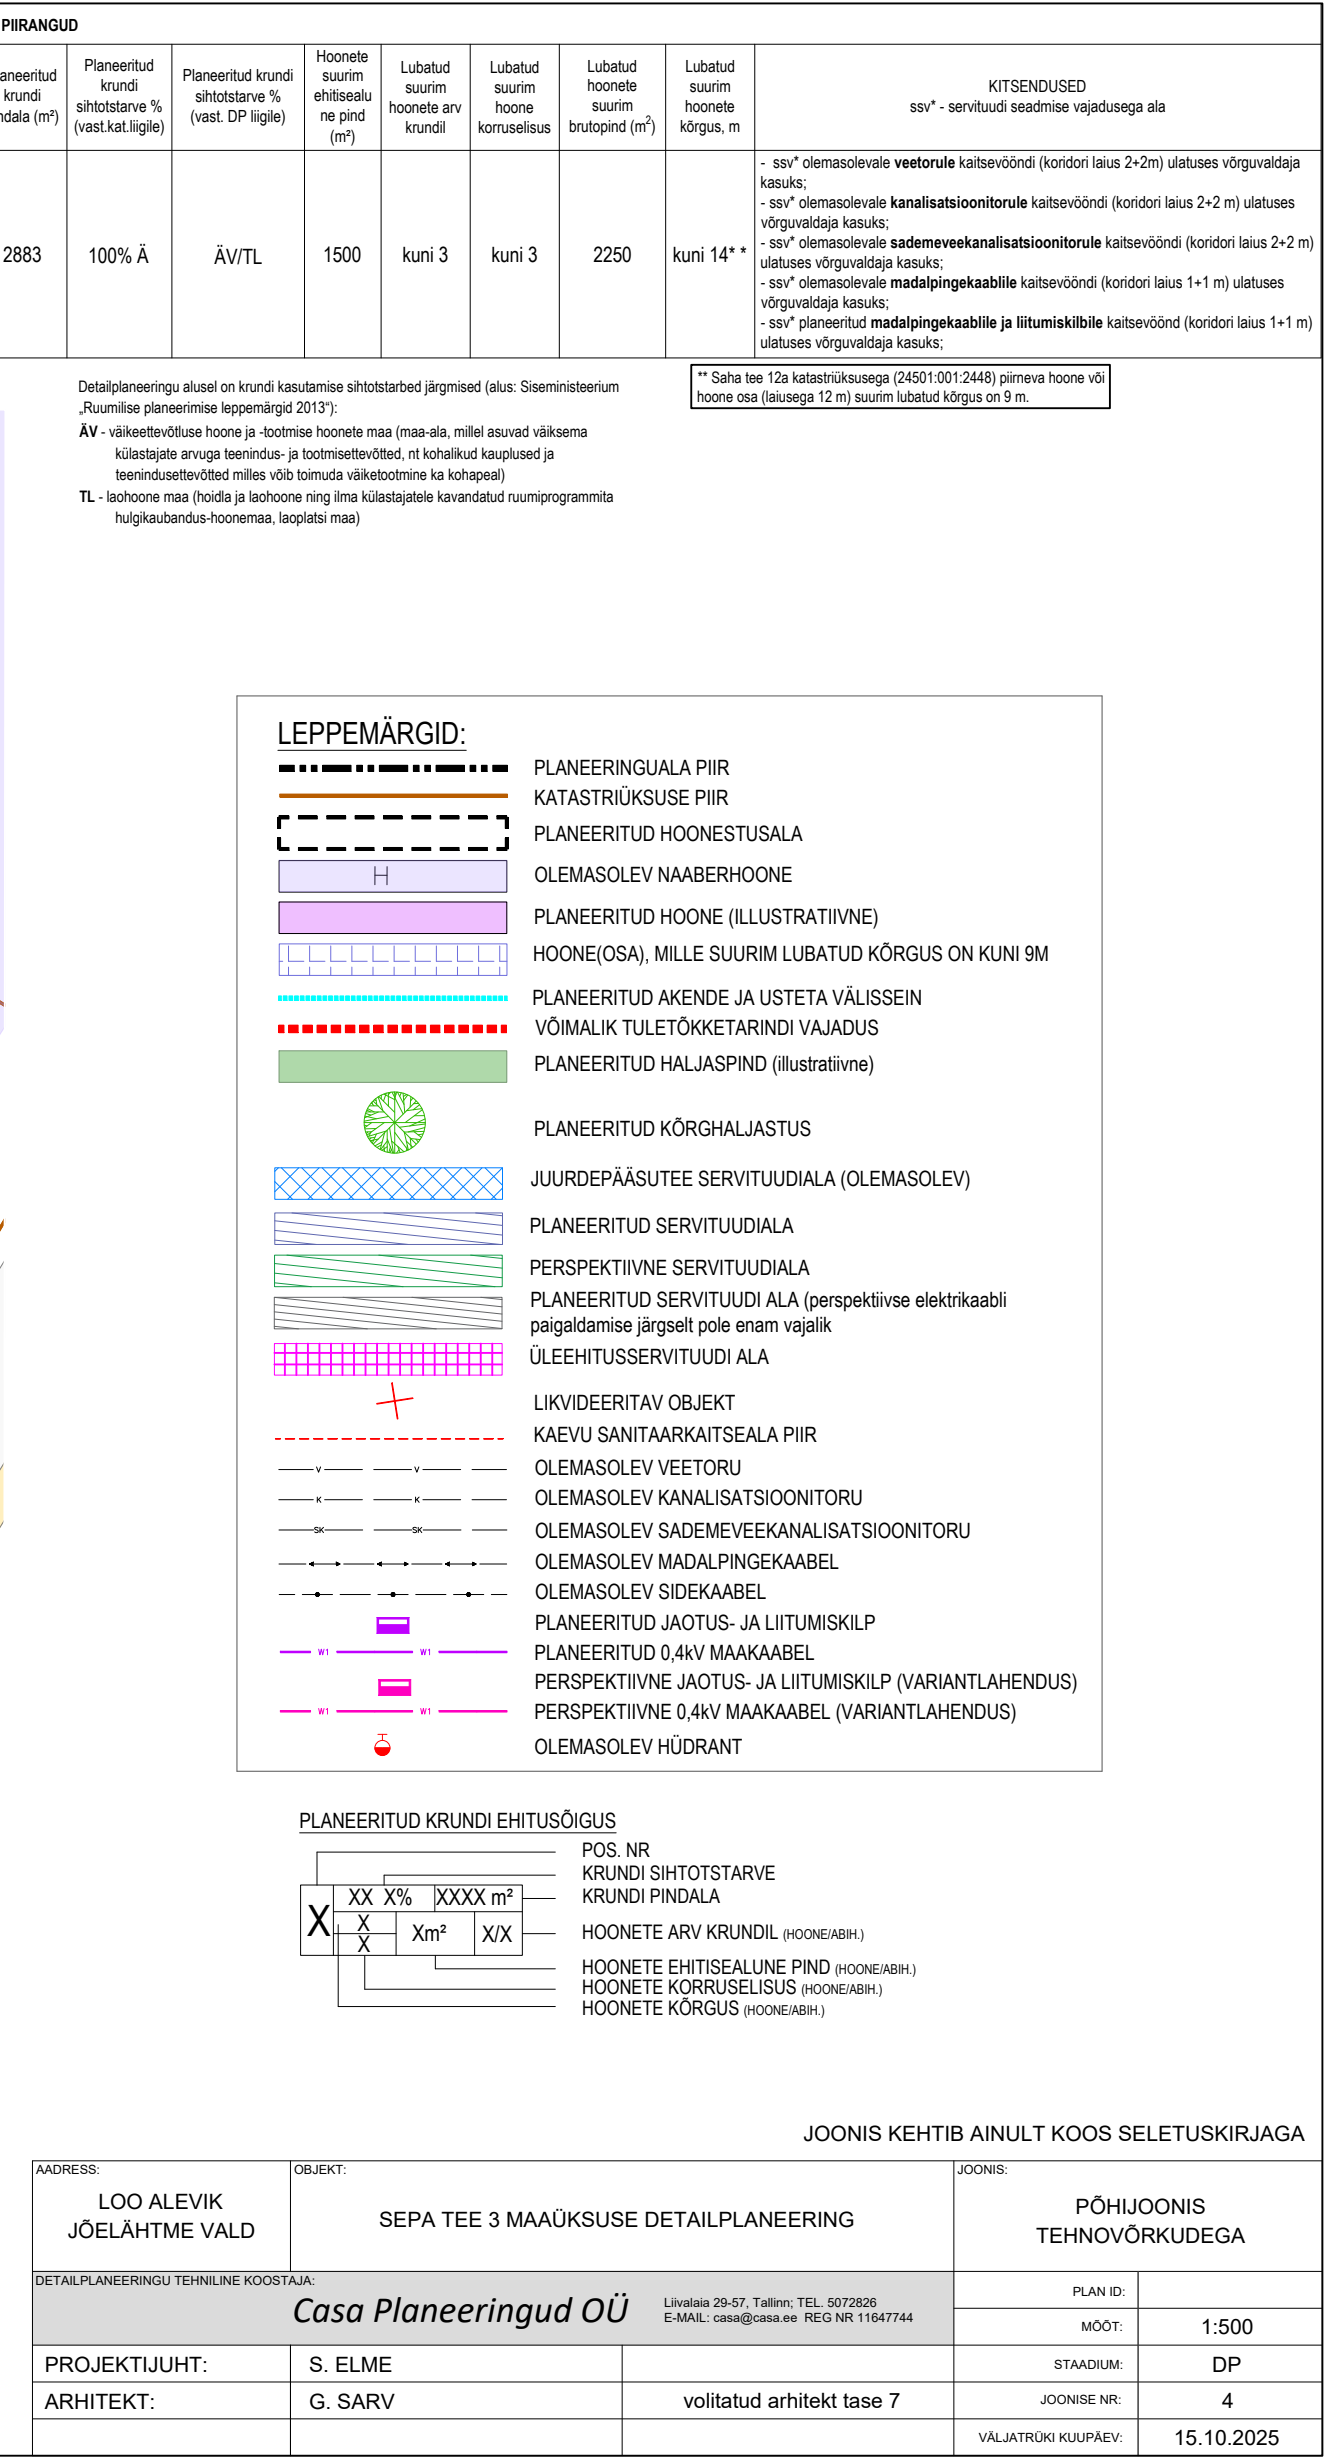 PIIRANGUD
aneeritud
krundi
ndala (m²)
Planeeritud
krundi
sihtotstarve %
(vast.kat.liigile)
Planeeritud krundi
sihtotstarve %
(vast. DP liigile)
Hoonete
suurim
ehitisealu
ne pind
(m²)
Lubatud
suurim
hoonete arv
krundil
Lubatud
suurim
hoone
korruselisus
Lubatud
hoonete
suurim
brutopind (m²)
Lubatud
suurim
hoonete
kõrgus, m
KITSENDUSED
ssv* - servituudi seadmise vajadusega ala
2883
100% Ä
ÄV/TL
1500
kuni 3
kuni 3
2250
kuni 14* *
- ssv* olemasolevale veetorule kaitsevööndi (koridori laius 2+2m) ulatuses võrguvaldaja
kasuks;
- ssv* olemasolevale kanalisatsioonitorule kaitsevööndi (koridori laius 2+2 m) ulatuses
võrguvaldaja kasuks;
- ssv* olemasolevale sademeveekanalisatsioonitorule kaitsevööndi (koridori laius 2+2 m)
ulatuses võrguvaldaja kasuks;
- ssv* olemasolevale madalpingekaablile kaitsevööndi (koridori laius 1+1 m) ulatuses
võrguvaldaja kasuks;
- ssv* planeeritud madalpingekaablile ja liitumiskilbile kaitsevöönd (koridori laius 1+1 m)
ulatuses võrguvaldaja kasuks;
** Saha tee 12a katastriüksusega (24501:001:2448) piirneva hoone või
hoone osa (laiusega 12 m) suurim lubatud kõrgus on 9 m.
Detailplaneeringu alusel on krundi kasutamise sihtotstarbed järgmised (alus: Siseministeerium
„Ruumilise planeerimise leppemärgid 2013“):
ÄV - väikeettevõtluse hoone ja -tootmise hoonete maa (maa-ala, millel asuvad väiksema
külastajate arvuga teenindus- ja tootmisettevõtted, nt kohalikud kauplused ja
teenindusettevõtted milles võib toimuda väiketootmine ka kohapeal)
TL - laohoone maa (hoidla ja laohoone ning ilma külastajatele kavandatud ruumiprogrammita
hulgikaubandus-hoonemaa, laoplatsi maa)
LEPPEMÄRGID:
PLANEERINGUALA PIIR
KATASTRIÜKSUSE PIIR
PLANEERITUD HOONESTUSALA
H
OLEMASOLEV NAABERHOONE
PLANEERITUD HOONE (ILLUSTRATIIVNE)
HOONE(OSA), MILLE SUURIM LUBATUD KÕRGUS ON KUNI 9M
PLANEERITUD AKENDE JA USTETA VÄLISSEIN
VÕIMALIK TULETÕKKETARINDI VAJADUS
PLANEERITUD HALJASPIND (illustratiivne)
PLANEERITUD KÕRGHALJASTUS
JUURDEPÄÄSUTEE SERVITUUDIALA (OLEMASOLEV)
PLANEERITUD SERVITUUDIALA
PERSPEKTIIVNE SERVITUUDIALA
PLANEERITUD SERVITUUDI ALA (perspektiivse elektrikaabli
paigaldamise järgselt pole enam vajalik
ÜLEEHITUSSERVITUUDI ALA
LIKVIDEERITAV OBJEKT
KAEVU SANITAARKAITSEALA PIIR
V V OLEMASOLEV VEETORU
K K OLEMASOLEV KANALISATSIOONITORU
SK SK OLEMASOLEV SADEMEVEEKANALISATSIOONITORU
OLEMASOLEV MADALPINGEKAABEL
OLEMASOLEV SIDEKAABEL
PLANEERITUD JAOTUS- JA LIITUMISKILP
W1 W1 PLANEERITUD 0,4kV MAAKAABEL
PERSPEKTIIVNE JAOTUS- JA LIITUMISKILP (VARIANTLAHENDUS)
W1 W1 PERSPEKTIIVNE 0,4kV MAAKAABEL (VARIANTLAHENDUS)
OLEMASOLEV HÜDRANT
PLANEERITUD KRUNDI EHITUSÕIGUS
POS. NR
KRUNDI SIHTOTSTARVE
XX X% XXXX m² KRUNDI PINDALA
X
X
X
Xm²
X/X
HOONETE ARV KRUNDIL (HOONE/ABIH.)
HOONETE EHITISEALUNE PIND (HOONE/ABIH.)
HOONETE KORRUSELISUS (HOONE/ABIH.)
HOONETE KÕRGUS (HOONE/ABIH.)
JOONIS KEHTIB AINULT KOOS SELETUSKIRJAGA
AADRESS:
LOO ALEVIK
JÕELÄHTME VALD
OBJEKT:
SEPA TEE 3 MAAÜKSUSE DETAILPLANEERING
JOONIS:
PÕHIJOONIS
TEHNOVÕRKUDEGA
DETAILPLANEERINGU TEHNILINE KOOSTAJA:
Casa Planeeringud OÜ
Liivalaia 29-57, Tallinn; TEL. 5072826
E-MAIL: casa@casa.ee REG NR 11647744
PLAN ID:
MÕÕT: 1:500
PROJEKTIJUHT: S. ELME
STAADIUM: DP
ARHITEKT: G. SARV volitatud arhitekt tase 7
JOONISE NR: 4
VÄLJATRÜKI KUUPÄEV: 15.10.2025